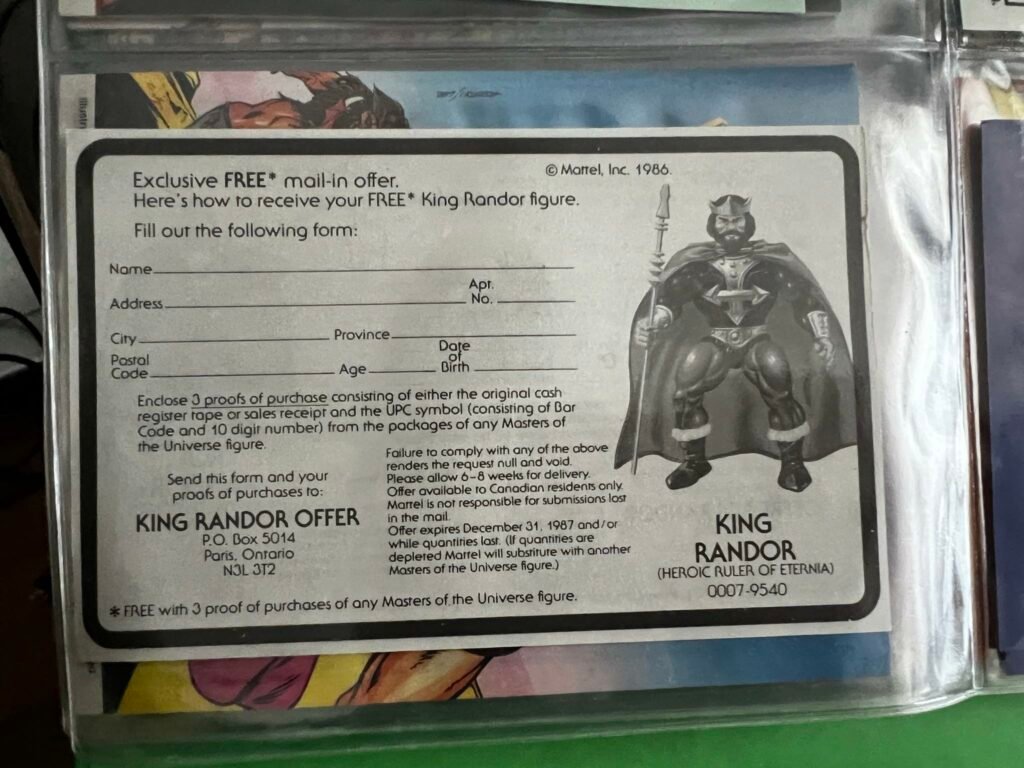 Exclusive FREE* mail-in offer.
© Mattel, Inc. 1986.
Here's how to receive your FREE* King Randor figure.
Fill out the following form:
Name
Address
Apt.
No.
City
Province
Postal
Code
Age
Date
of
Birth
Enclose 3 proofs of purchase consisting of either the original cash
register tape or sales receipt and the UPC symbol (consisting of Bar
Code and 10 digit number) from the packages of any Masters of
the Universe figure.
Send this form and your
proofs of purchases to:
KING RANDOR OFFER
P.O. Box 5014
Paris, Ontario
N3L 3T2
Failure to comply with any of the above
renders the request null and void.
Please allow 6-8 weeks for delivery.
Offer available to Canadian residents only.
Mattel is not responsible for submissions lost
in the mail.
Offer expires December 31, 1987 and/or
while quantities last. (If quantities are
depleted Mattel will substitute with another
Masters of the Universe figure.)
KING
RANDOR
(HEROIC RULER OF ETERNIA)
0007-9540
* FREE with 3 proof of purchases of any Masters of the Universe figure.